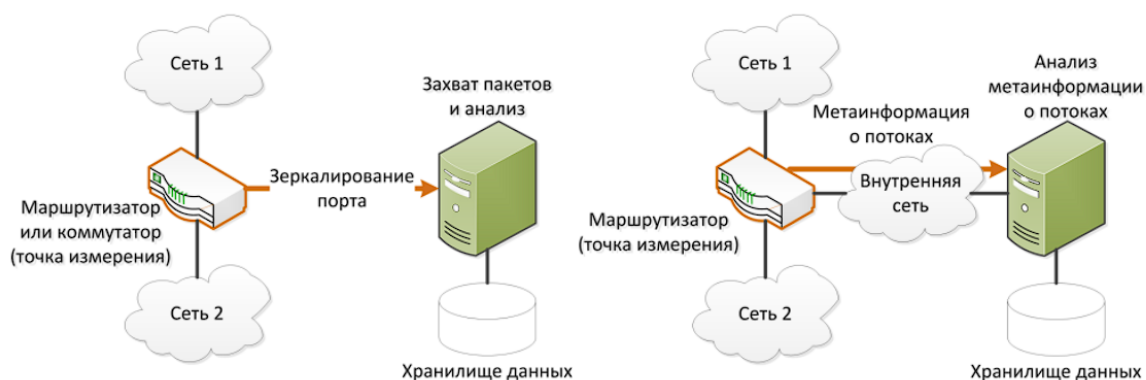 Сеть 1
Захват пакетов
и анализ
Зеркалирование
порта
Маршрутизатор
или коммутатор
(точка измерения)
Сеть 2
Хранилище данных
Сеть 1
Анализ
метаинформации
о потоках
Метаинформация
о потоках
Внутренняя
сеть
Маршрутизатор
(точка измерения)
Сеть 2
Хранилище данных